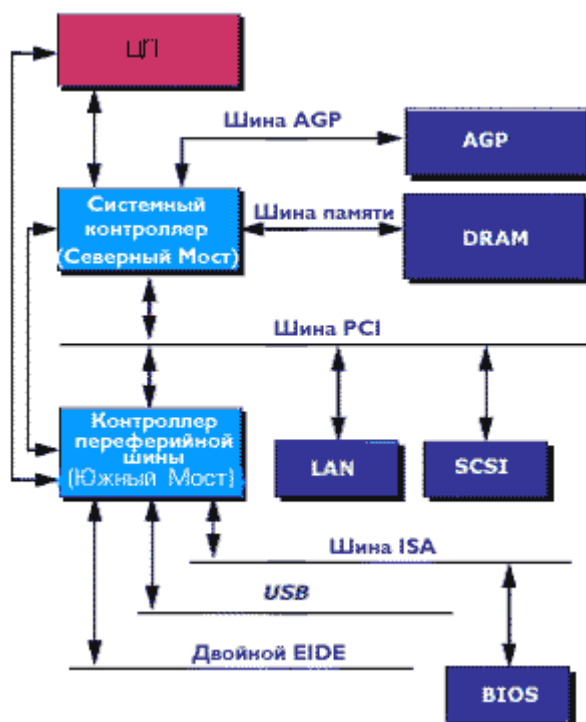 ЦП
Шина AGP
AGP
Системный
контроллер
(Северный Мост)
Шина памяти
DRAM
Шина PCI
Контроллер
переферийной
шины
(Южный Мост)
LAN
SCSI
Шина ISA
USB
Двойной EIDE
BIOS